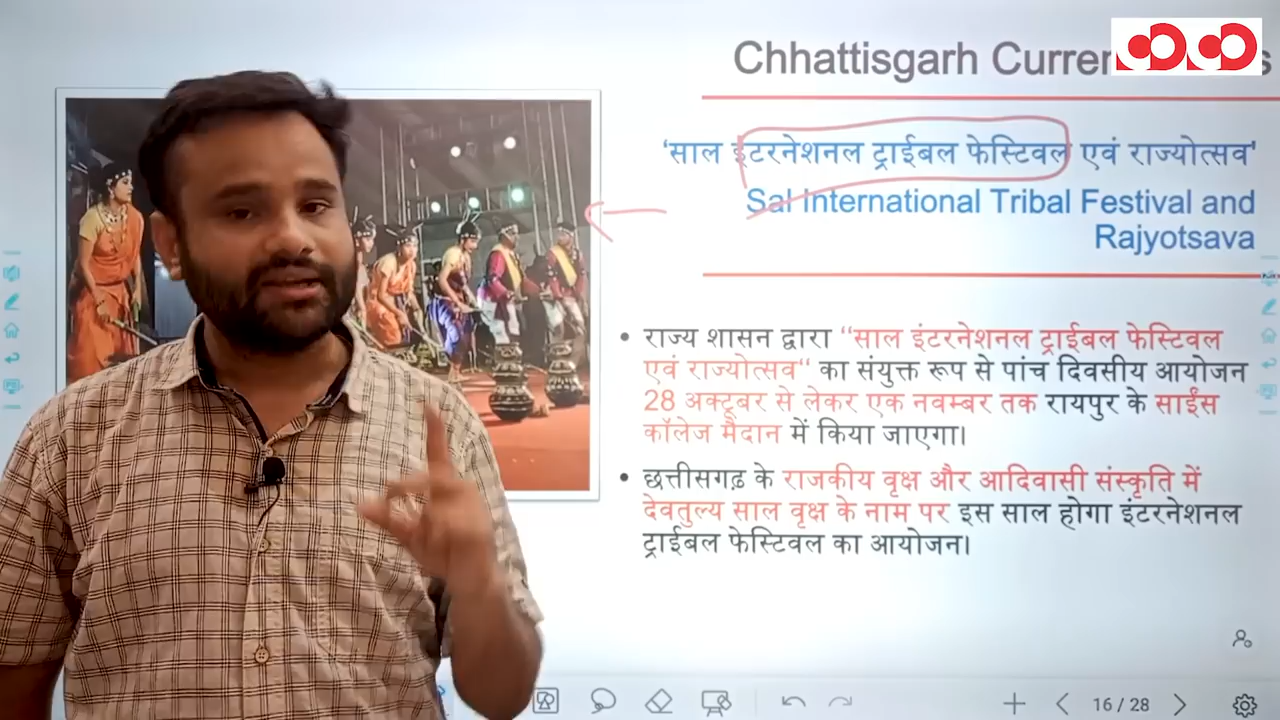 Chhattisgarh
'साल इंटरनेशनल ट्राईबल फेस्टिवल एवं राज्योत्सव'
Sal International Tribal Festival and
Rajyotsava
• राज्य शासन द्वारा "साल इंटरनेशनल ट्राईबल फेस्टिवल
एवं राज्योत्सव" का संयुक्त रूप से पांच दिवसीय आयोजन
28 अक्टूबर से लेकर एक नवम्बर तक रायपुर के साईंस
कॉलेज मैदान में किया जाएगा।
• छत्तीसगढ़ के राजकीय वृक्ष और आदिवासी संस्कृति में
देवतुल्य साल वृक्ष के नाम पर इस साल होगा इंटरनेशनल
ट्राईबल फेस्टिवल का आयोजन।
16 / 28